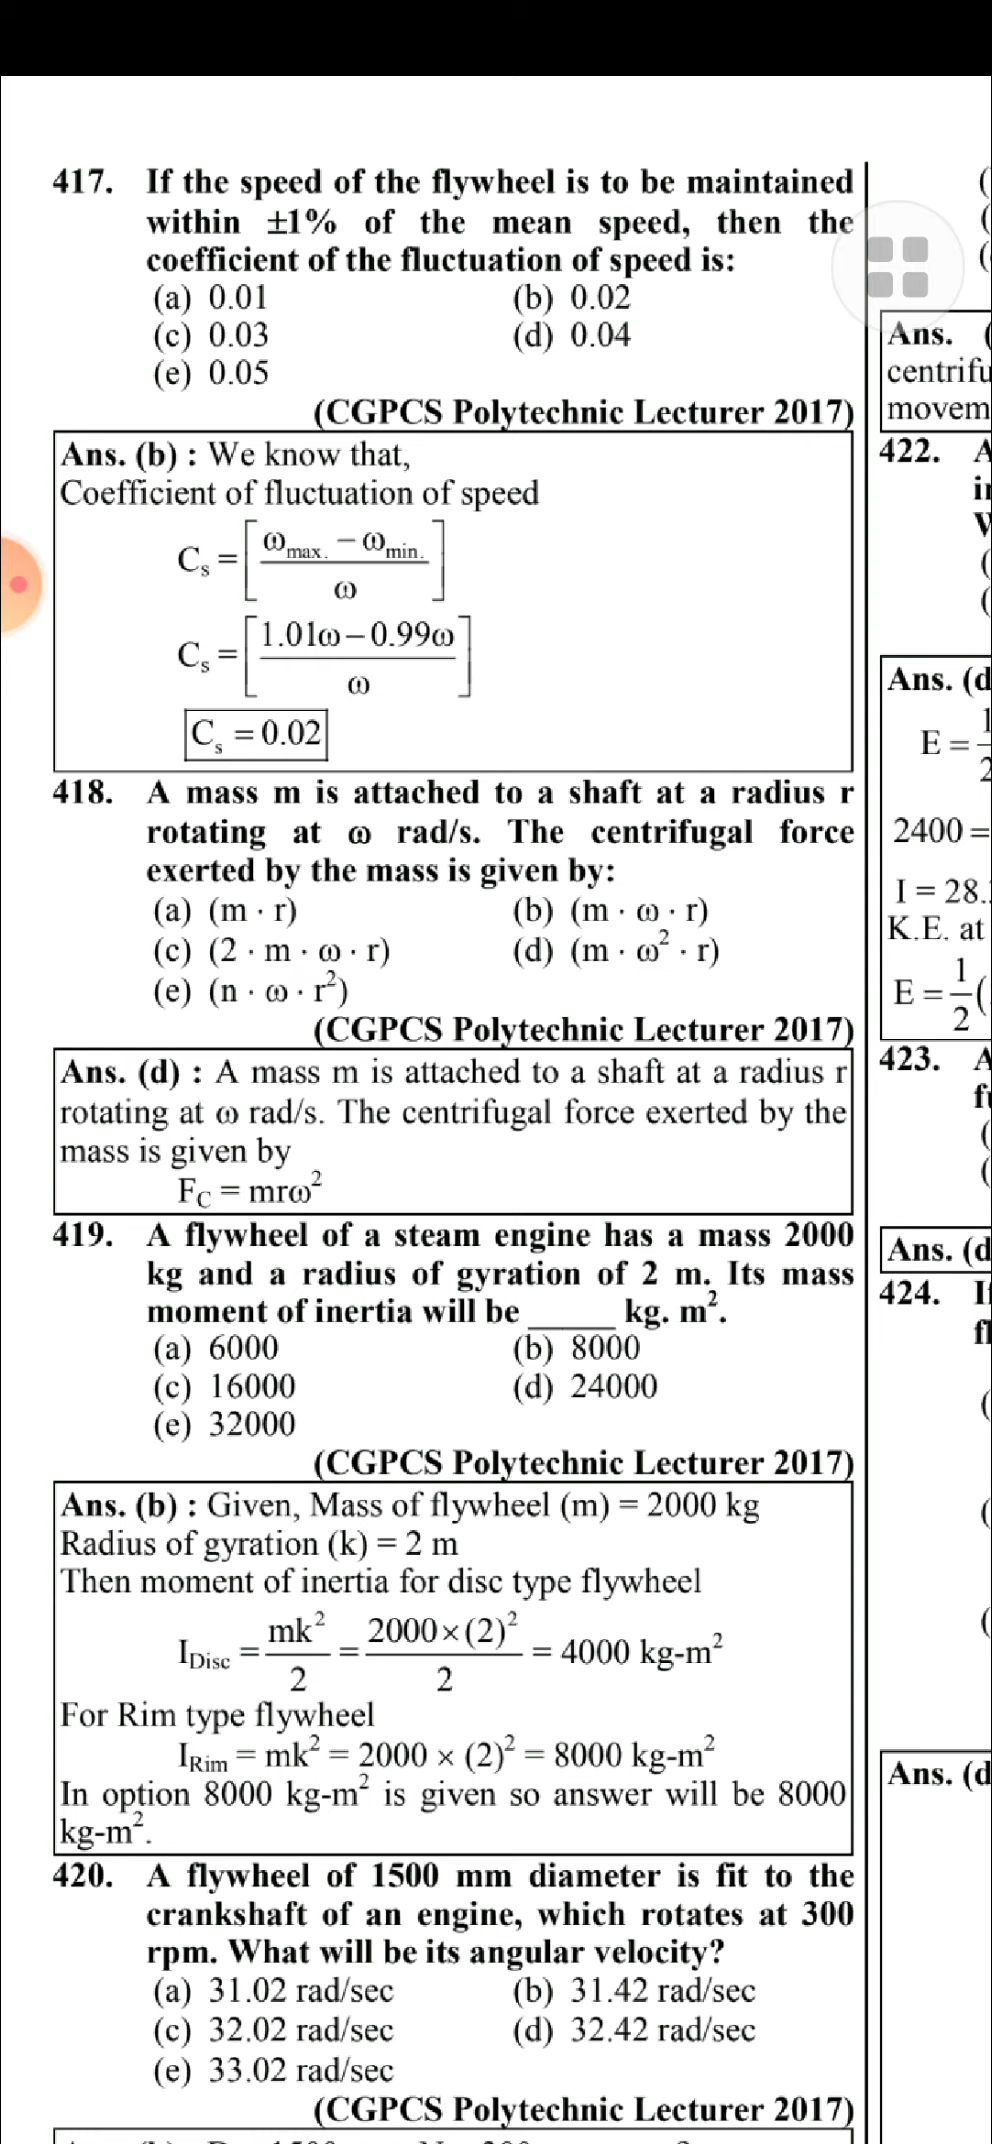 417. If the speed of the flywheel is to be maintained
within ±1% of the mean speed, then the
coefficient of the fluctuation of speed is:
(a) 0.01 (b) 0.02
(c) 0.03 (d) 0.04
(e) 0.05
(CGPCS Polytechnic Lecturer 2017)
Ans. (b) : We know that,
Coefficient of fluctuation of speed
C_s = [(ω_max. − ω_min.) / ω]
C_s = [(1.01ω − 0.99ω) / ω]
C_s = 0.02
418. A mass m is attached to a shaft at a radius r
rotating at ω rad/s. The centrifugal force
exerted by the mass is given by:
(a) (m · r) (b) (m · ω · r)
(c) (2 · m · ω · r) (d) (m · ω² · r)
(e) (n · ω · r²)
(CGPCS Polytechnic Lecturer 2017)
Ans. (d) : A mass m is attached to a shaft at a radius r
rotating at ω rad/s. The centrifugal force exerted by the
mass is given by
F_C = mrω²
419. A flywheel of a steam engine has a mass 2000
kg and a radius of gyration of 2 m. Its mass
moment of inertia will be _____ kg. m².
(a) 6000 (b) 8000
(c) 16000 (d) 24000
(e) 32000
(CGPCS Polytechnic Lecturer 2017)
Ans. (b) : Given, Mass of flywheel (m) = 2000 kg
Radius of gyration (k) = 2 m
Then moment of inertia for disc type flywheel
I_Disc = mk²/2 = 2000×(2)²/2 = 4000 kg-m²
For Rim type flywheel
I_Rim = mk² = 2000 × (2)² = 8000 kg-m²
In option 8000 kg-m² is given so answer will be 8000
kg-m².
420. A flywheel of 1500 mm diameter is fit to the
crankshaft of an engine, which rotates at 300
rpm. What will be its angular velocity?
(a) 31.02 rad/sec (b) 31.42 rad/sec
(c) 32.02 rad/sec (d) 32.42 rad/sec
(e) 33.02 rad/sec
(CGPCS Polytechnic Lecturer 2017)
Ans. (
422.
Ans. (d
E =
2400 =
I = 28.
K.E. at
E = 1/2 (
423.
Ans. (d
424.
Ans. (d